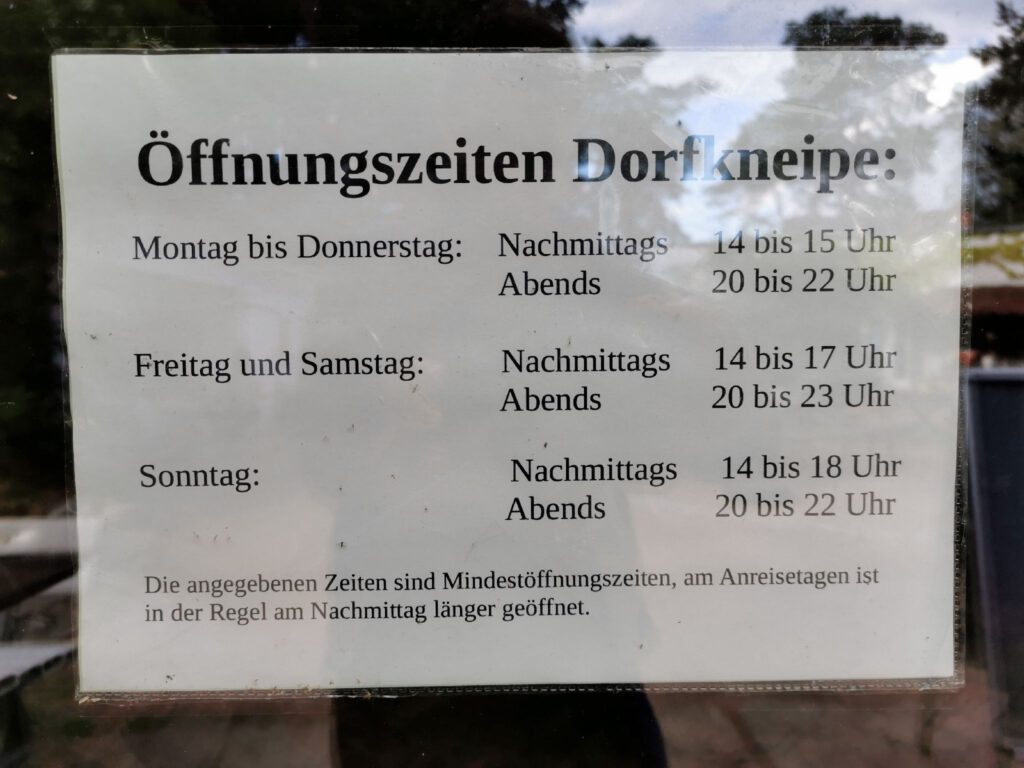 Öffnungszeiten Dorfkneipe:
Montag bis Donnerstag: Nachmittags 14 bis 15 Uhr
Abends 20 bis 22 Uhr
Freitag und Samstag: Nachmittags 14 bis 17 Uhr
Abends 20 bis 23 Uhr
Sonntag: Nachmittags 14 bis 18 Uhr
Abends 20 bis 22 Uhr
Die angegebenen Zeiten sind Mindestöffnungszeiten, am Anreisetagen ist
in der Regel am Nachmittag länger geöffnet.